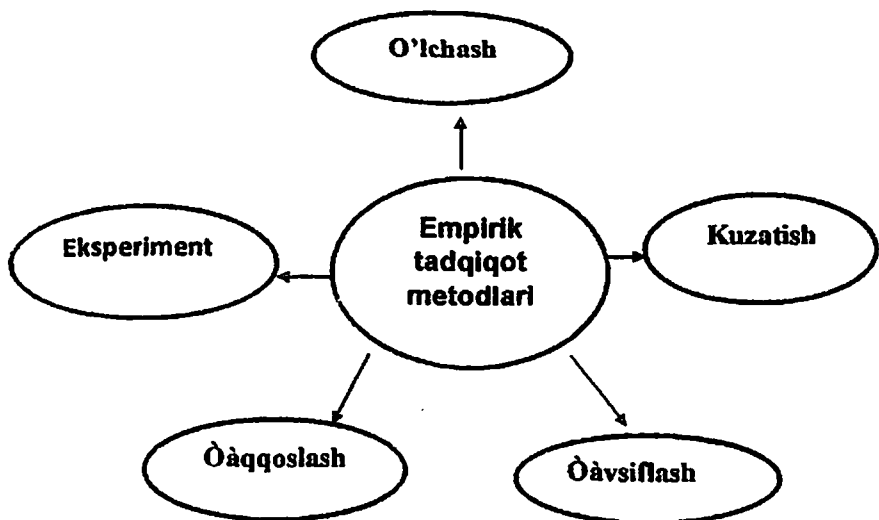 O'lchash
Eksperiment
Empirik
tadqiqot
metodlari
Kuzatish
Òàqqoslash
Òàvsiflash